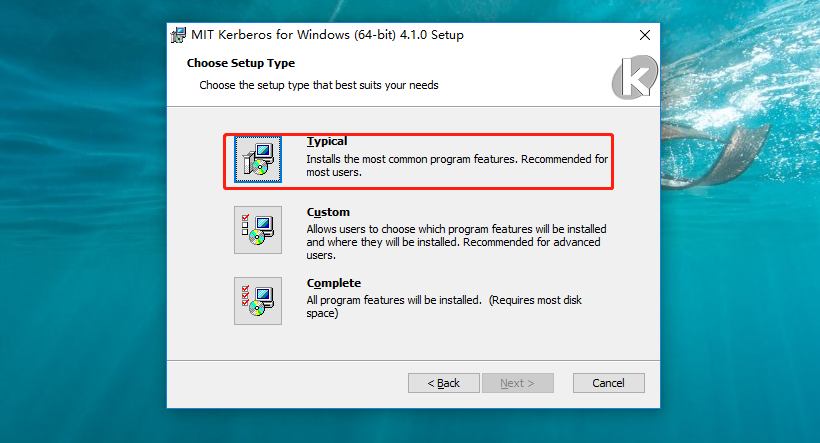 MIT Kerberos for Windows (64-bit) 4.1.0 Setup
Choose Setup Type
Choose the setup type that best suits your needs
K
Typical
Installs the most common program features. Recommended for
most users.
Custom
Allows users to choose which program features will be installed
and where they will be installed. Recommended for advanced
users.
Complete
All program features will be installed.  (Requires most disk
space)
< Back
Next >
Cancel